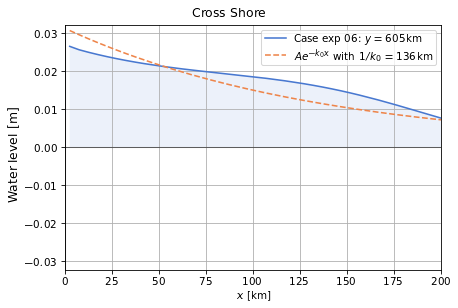 Cross Shore
Case exp 06: y = 605km
Ae^{-k_0x} with 1/k_0 = 136km
Water level [m]
0.03
0.02
0.01
0.00
−0.01
−0.02
−0.03
0 25 50 75 100 125 150 175 200
x [km]